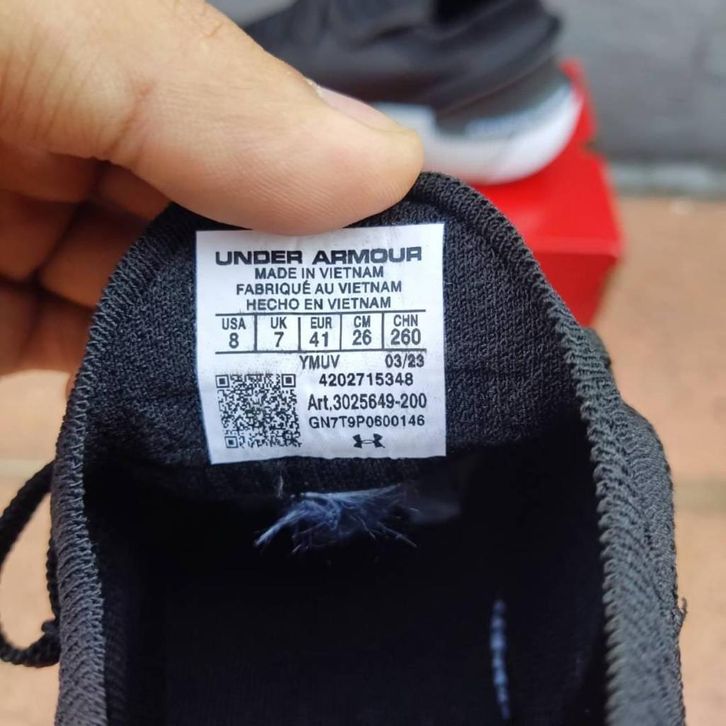 UNDER ARMOUR
MADE IN VIETNAM
FABRIQUÉ AU VIETNAM
HECHO EN VIETNAM
USA UK EUR CM CHN
8 7 41 26 260
YMUV 03/23
4202715348
Art.3025649-200
GN7T9P0600146